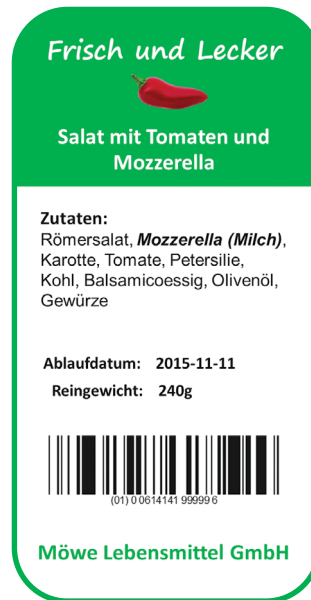 Frisch und Lecker
Salat mit Tomaten und
Mozzerella
Zutaten:
Römersalat, Mozzerella (Milch),
Karotte, Tomate, Petersilie,
Kohl, Balsamicoessig, Olivenöl,
Gewürze
Ablaufdatum: 2015-11-11
Reingewicht: 240g
(01) 0 0614141 99999 6
Möwe Lebensmittel GmbH